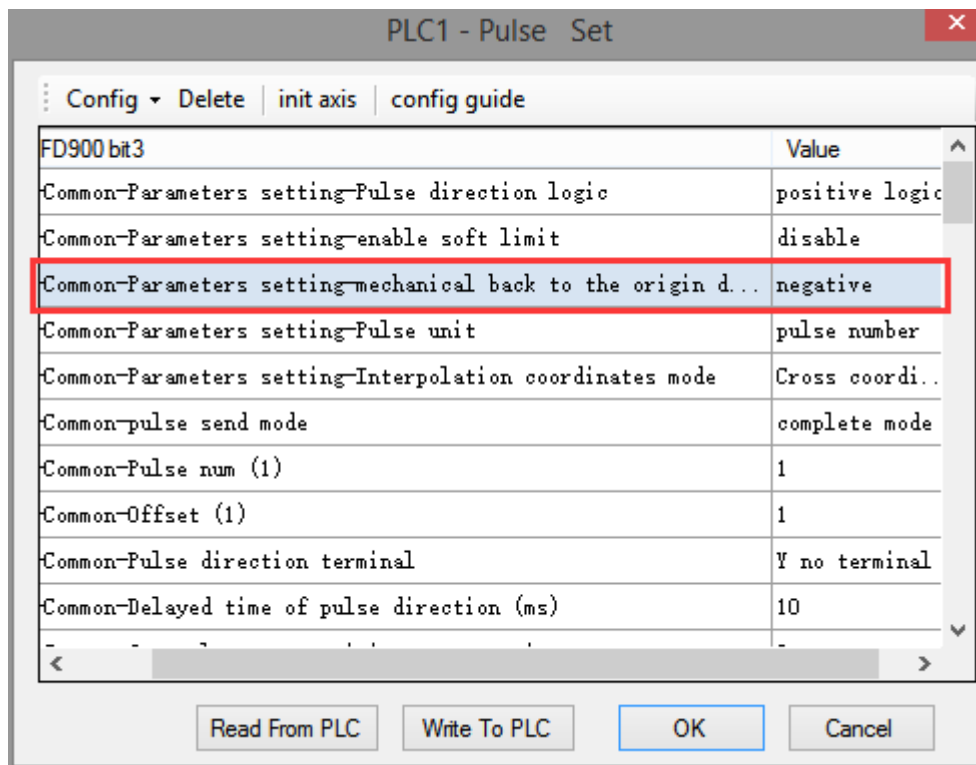 PLC1 - Pulse Set
Config Delete init axis config guide
FD900 bit3 Value
Common-Parameters setting-Pulse direction logic positive logic
Common-Parameters setting-enable soft limit disable
Common-Parameters setting-mechanical back to the origin d... negative
Common-Parameters setting-Pulse unit pulse number
Common-Parameters setting-Interpolation coordinates mode Cross coordi..
Common-pulse send mode complete mode
Common-Pulse num (1) 1
Common-Offset (1) 1
Common-Pulse direction terminal Y no terminal
Common-Delayed time of pulse direction (ms) 10
Read From PLC Write To PLC OK Cancel